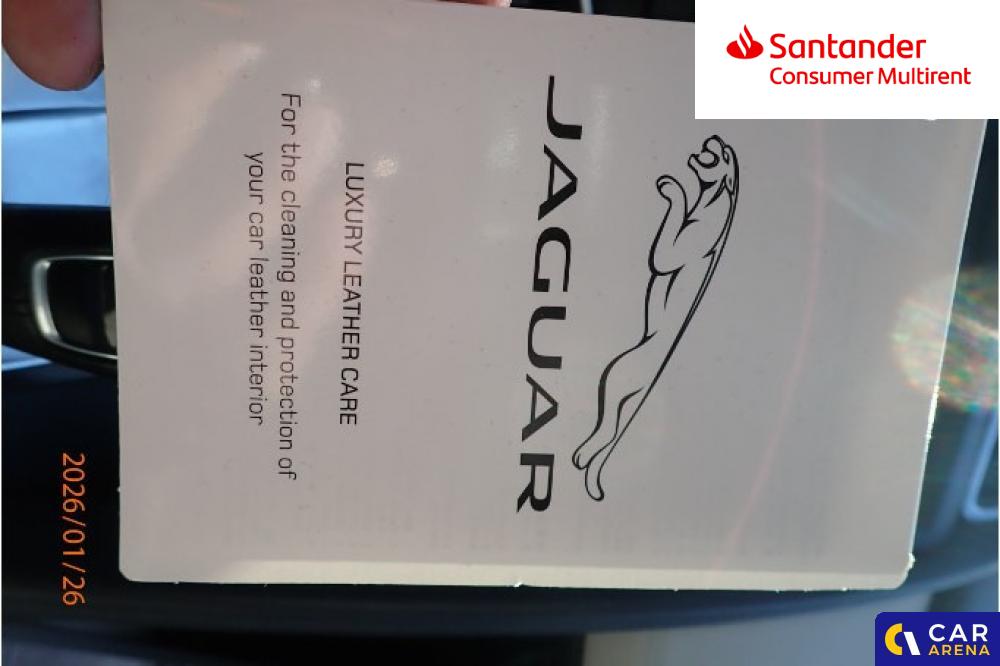 Santander
Consumer Multirent
JAGUAR
LUXURY LEATHER CARE
For the cleaning and protection of
your car leather interior
2026/01/26
CAR
ARENA